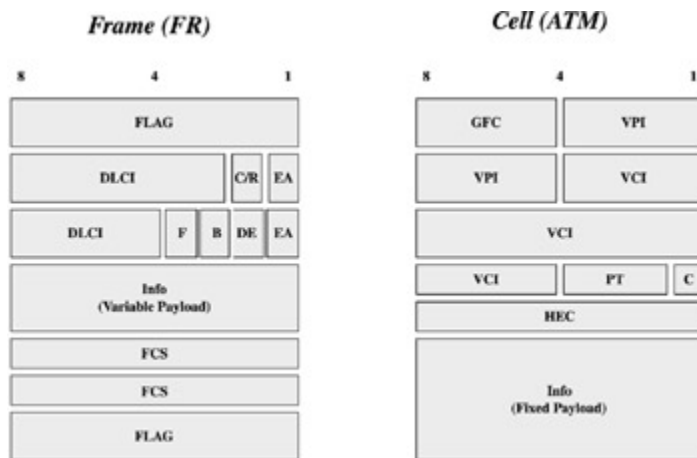 Frame (FR)
8 4 1
FLAG
DLCI C/R EA
DLCI F B DE EA
Info
(Variable Payload)
FCS
FCS
FLAG
Cell (ATM)
8 4 1
GFC VPI
VPI VCI
VCI
VCI PT C
HEC
Info
(Fixed Payload)